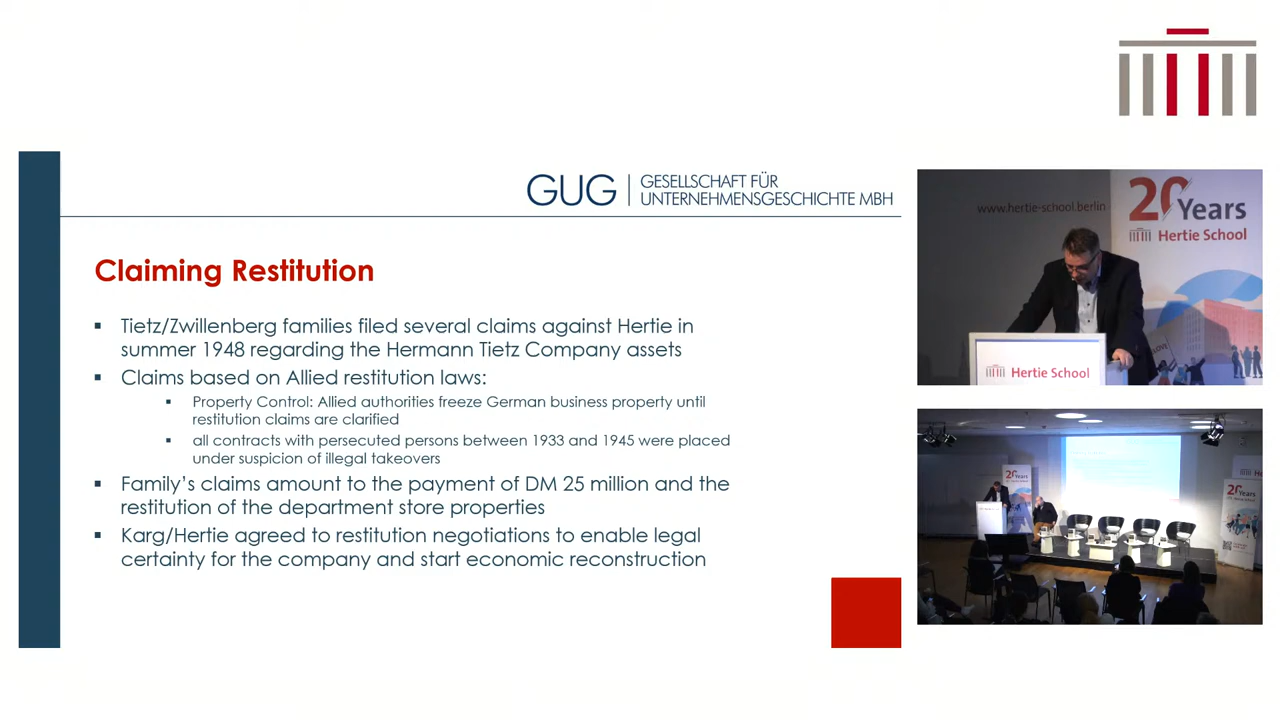 GUG
GESELLSCHAFT FÜR
UNTERNEHMENSGESCHICHTE MBH
Claiming Restitution
▪ Tietz/Zwillenberg families filed several claims against Hertie in
summer 1948 regarding the Hermann Tietz Company assets
▪ Claims based on Allied restitution laws:
▪ Property Control: Allied authorities freeze German business property until
restitution claims are clarified
▪ all contracts with persecuted persons between 1933 and 1945 were placed
under suspicion of illegal takeovers
▪ Family's claims amount to the payment of DM 25 million and the
restitution of the department store properties
▪ Karg/Hertie agreed to restitution negotiations to enable legal
certainty for the company and start economic reconstruction
www.hertie-school.berlin
20 Years
Hertie School
Hertie School
20 Years
20 Years